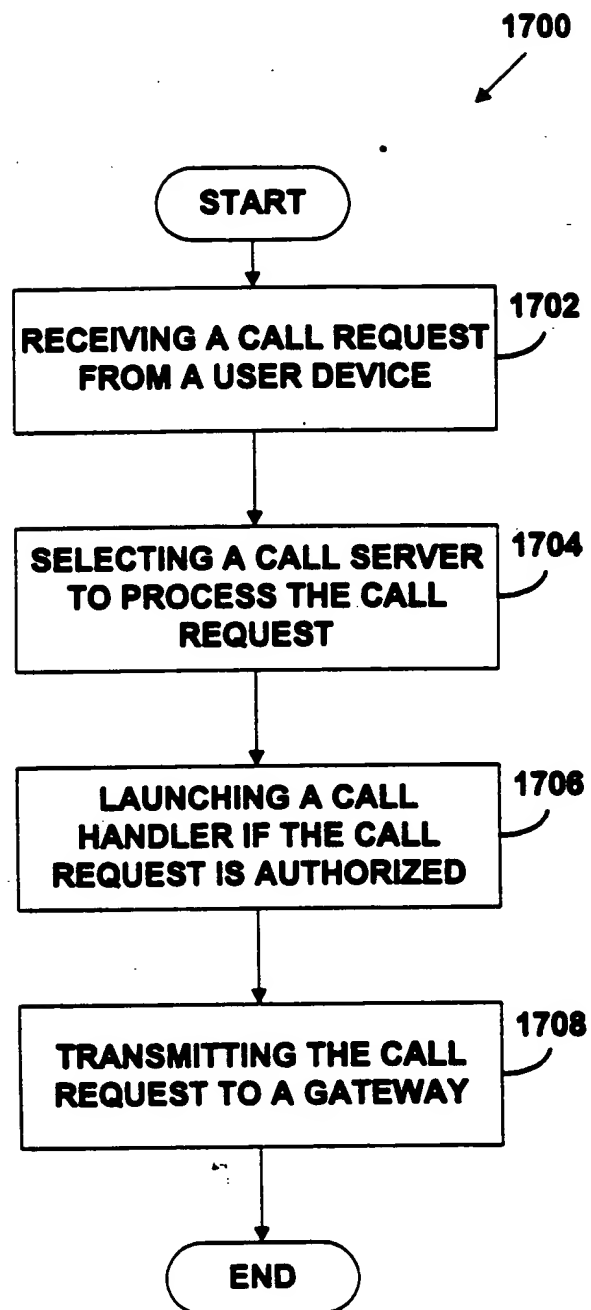 1700
START
1702
RECEIVING A CALL REQUEST
FROM A USER DEVICE
1704
SELECTING A CALL SERVER
TO PROCESS THE CALL
REQUEST
1706
LAUNCHING A CALL
HANDLER IF THE CALL
REQUEST IS AUTHORIZED
1708
TRANSMITTING THE CALL
REQUEST TO A GATEWAY
END